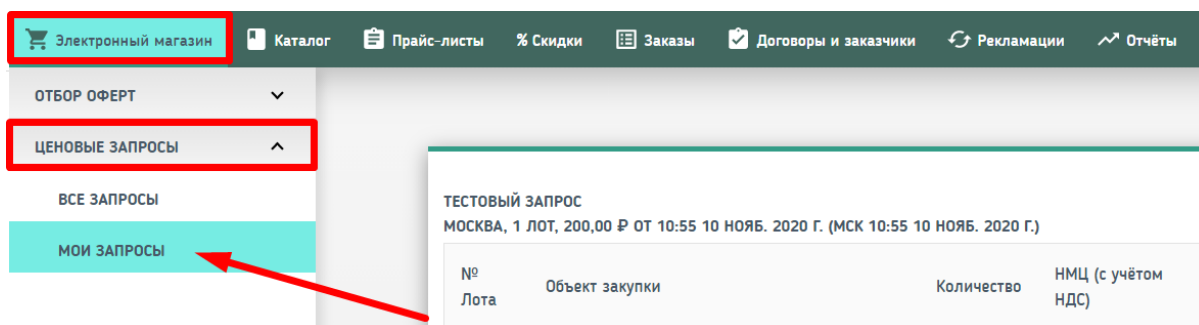 Электронный магазин Каталог Прайс-листы % Скидки Заказы Договоры и заказчики Рекламации Отчёты
ОТБОР ОФЕРТ
ЦЕНОВЫЕ ЗАПРОСЫ
ВСЕ ЗАПРОСЫ
МОИ ЗАПРОСЫ
ТЕСТОВЫЙ ЗАПРОС
МОСКВА, 1 ЛОТ, 200,00 ₽ ОТ 10:55 10 НОЯБ. 2020 Г. (МСК 10:55 10 НОЯБ. 2020 Г.)
№
Лота
Объект закупки
Количество
НМЦ (с учётом
НДС)